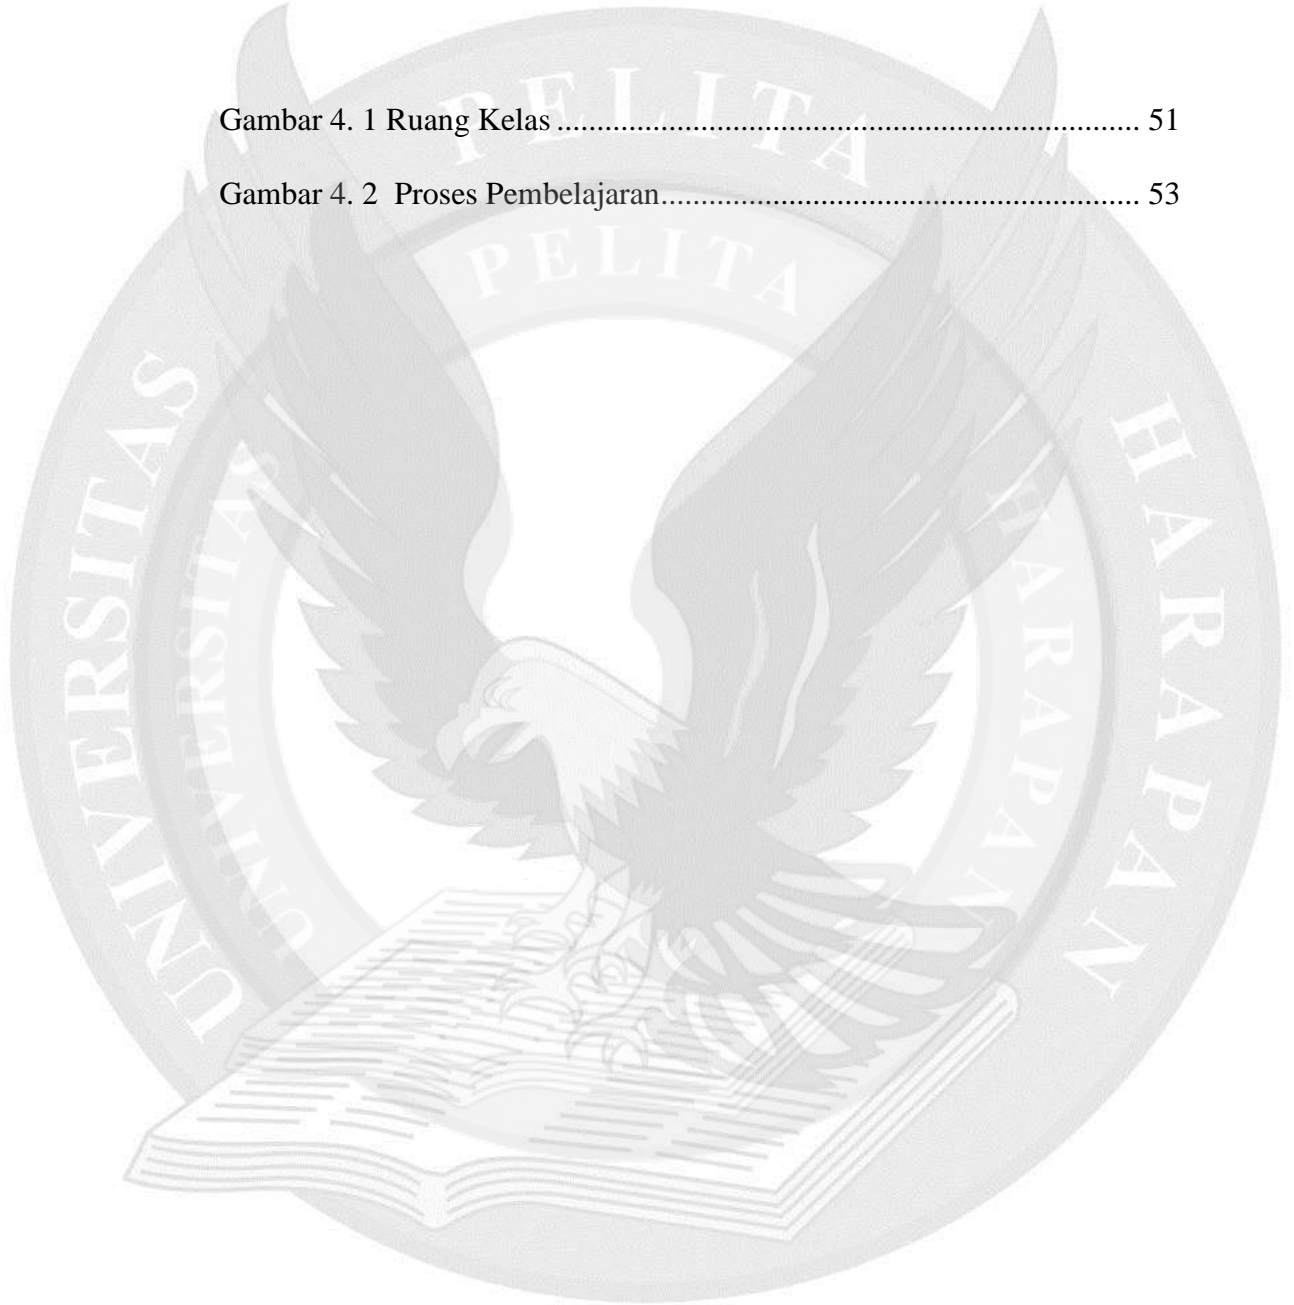 Gambar 4. 1 Ruang Kelas ......................................................................... 51
Gambar 4. 2  Proses Pembelajaran............................................................ 53
UNIVERSITAS PELITA HARAPAN
UNIVERSITAS PELITA HARAPAN